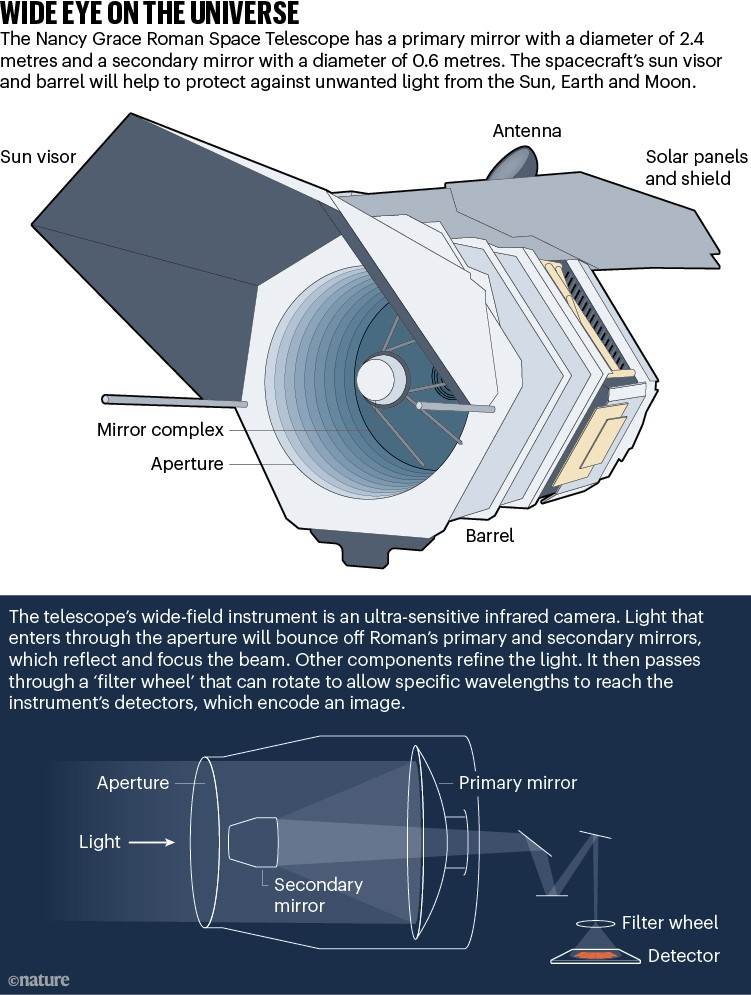 WIDE EYE ON THE UNIVERSE
The Nancy Grace Roman Space Telescope has a primary mirror with a diameter of 2.4
metres and a secondary mirror with a diameter of 0.6 metres. The spacecraft’s sun visor
and barrel will help to protect against unwanted light from the Sun, Earth and Moon.
Antenna
Sun visor
Solar panels
and shield
Mirror complex
Aperture
Barrel
The telescope’s wide-field instrument is an ultra-sensitive infrared camera. Light that
enters through the aperture will bounce off Roman’s primary and secondary mirrors,
which reflect and focus the beam. Other components refine the light. It then passes
through a ‘filter wheel’ that can rotate to allow specific wavelengths to reach the
instrument’s detectors, which encode an image.
Aperture
Primary mirror
Light
Secondary
mirror
Filter wheel
Detector
©nature